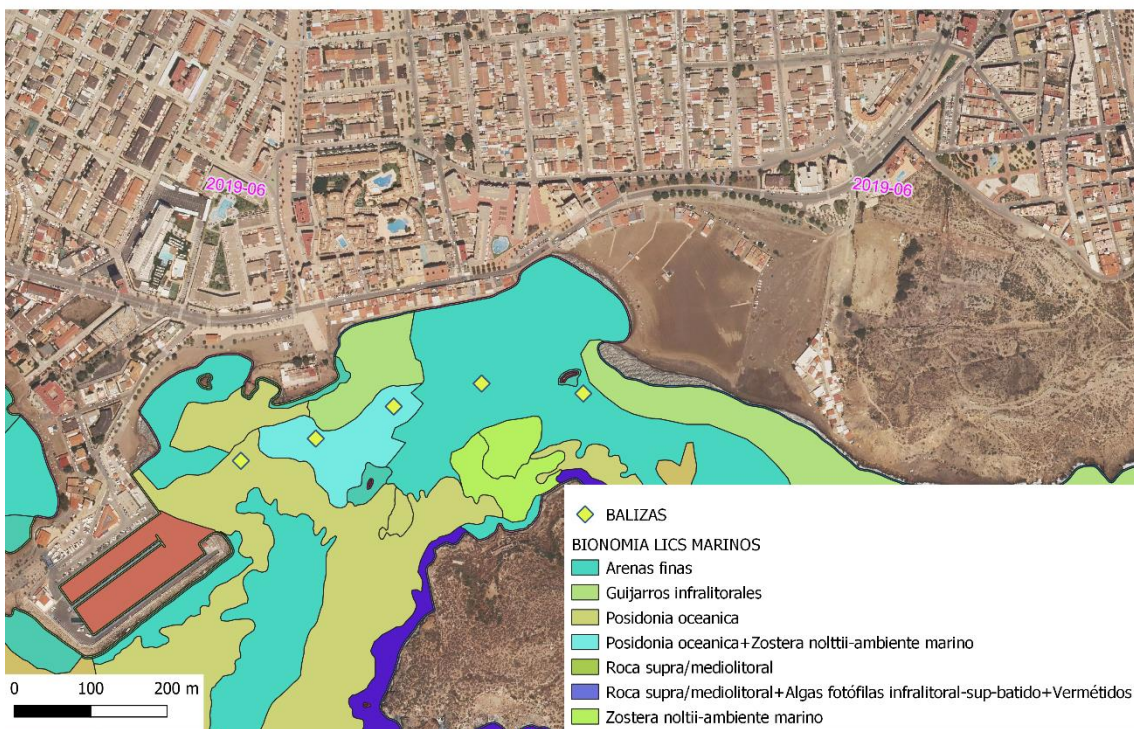 2019-06
2019-06
BALIZAS
BIONOMIA LICS MARINOS
Arenas finas
Guijarros infralitorales
Posidonia oceanica
Posidonia oceanica+Zostera nolttii-ambiente marino
Roca supra/mediolitoral
Roca supra/mediolitoral+Algas fotófilas infralitoral-sup-batido+Vermétidos
Zostera noltii-ambiente marino
0 100 200 m